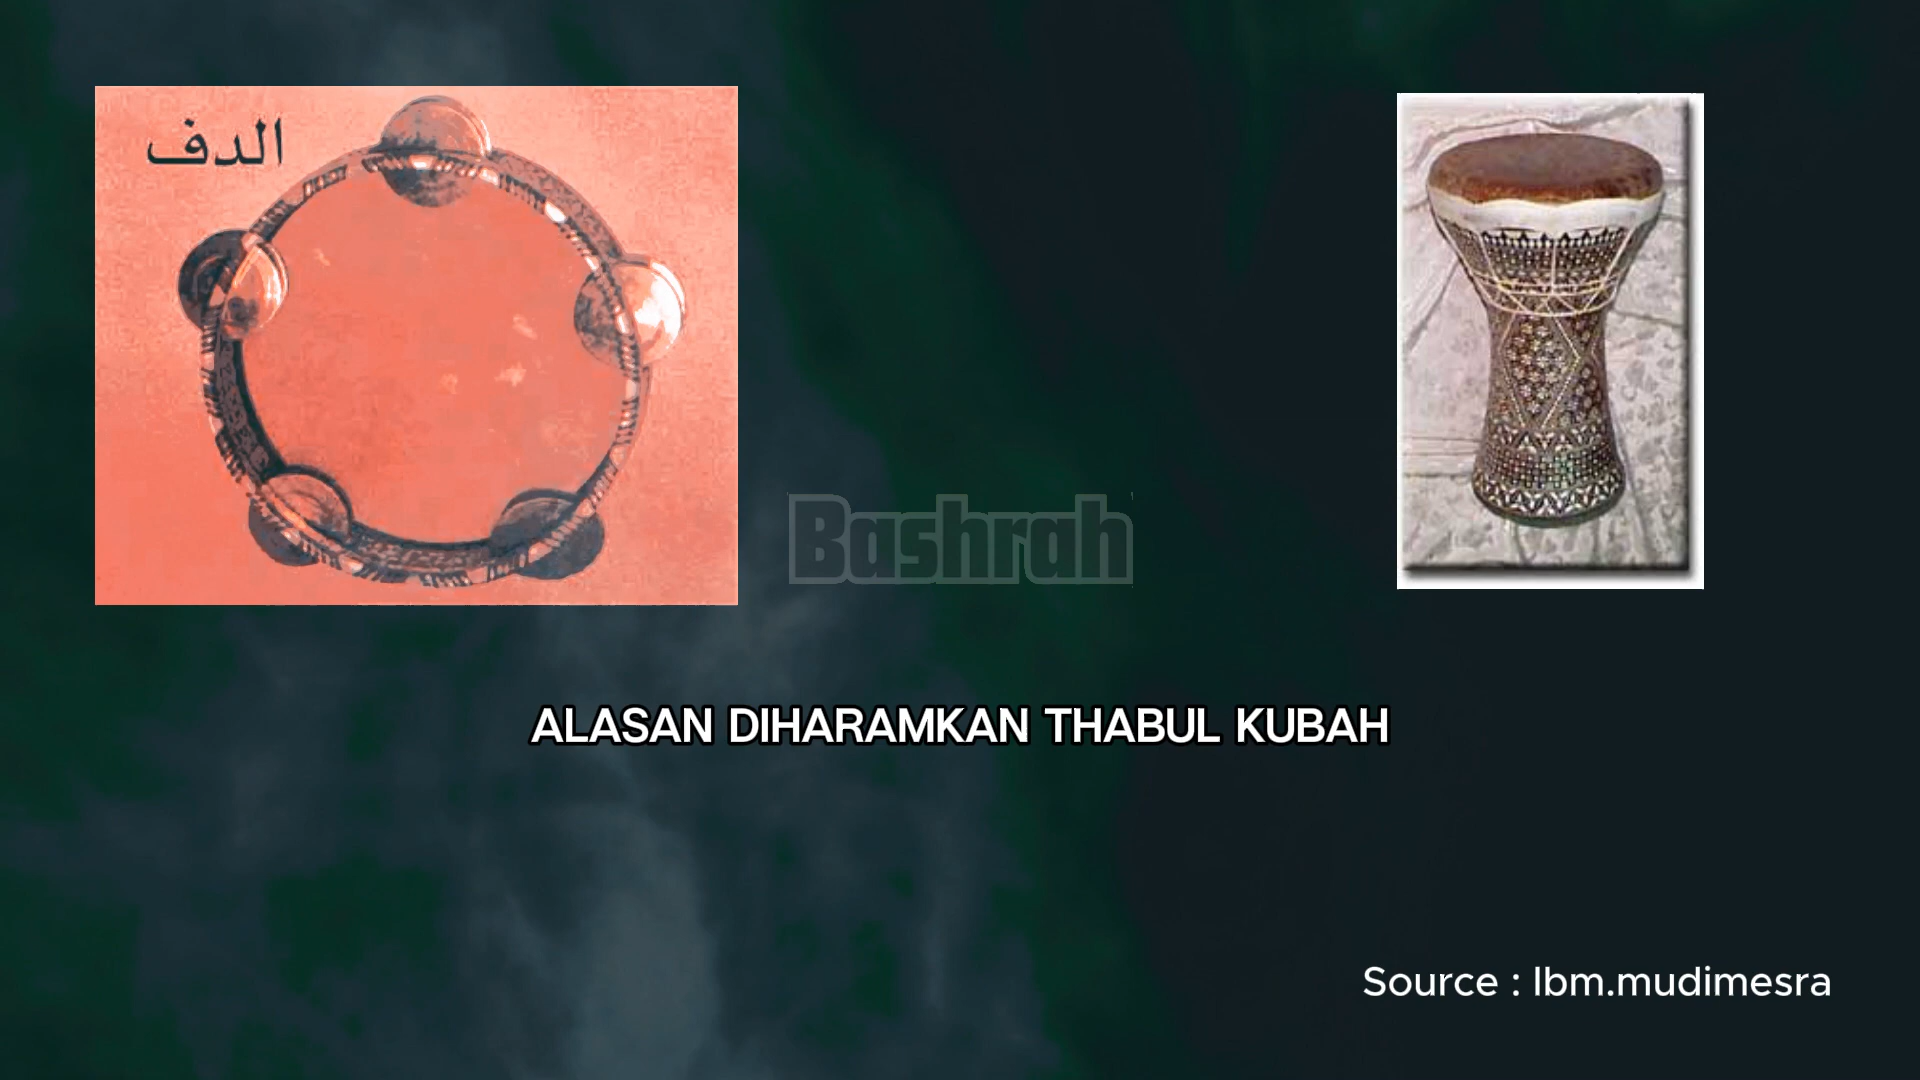 الدف
Bashrah
ALASAN DIHARAMKAN THABUL KUBAH
Source : lbm.mudimesra